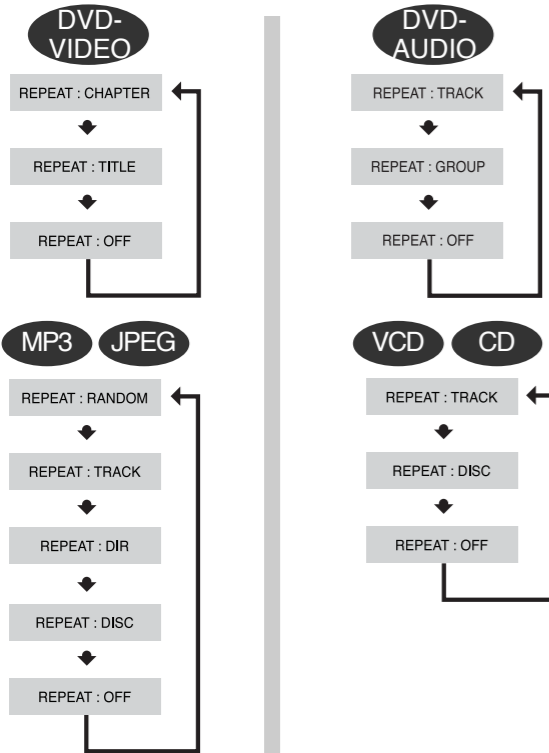 DVD-
VIDEO
REPEAT : CHAPTER
REPEAT : TITLE
REPEAT : OFF
DVD-
AUDIO
REPEAT : TRACK
REPEAT : GROUP
REPEAT : OFF
MP3
JPEG
REPEAT : RANDOM
REPEAT : TRACK
REPEAT : DIR
REPEAT : DISC
REPEAT : OFF
VCD
CD
REPEAT : TRACK
REPEAT : DISC
REPEAT : OFF